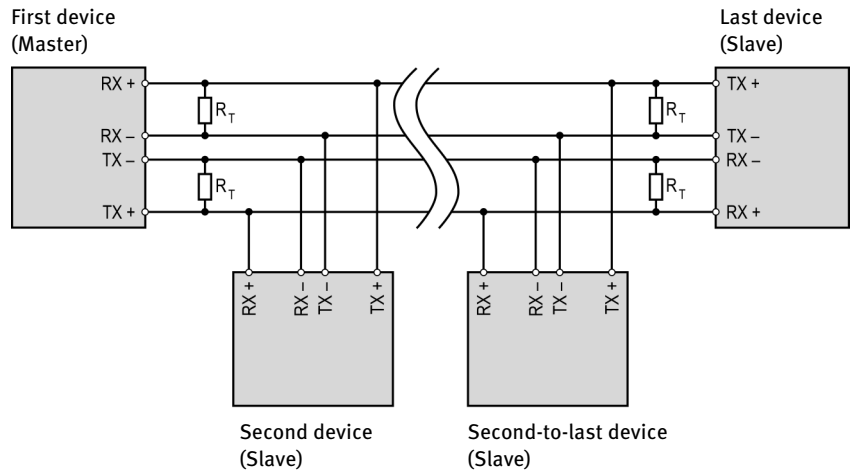 First device
(Master)
Last device
(Slave)
RX +
TX +
R T
R T
RX –
TX –
TX –
RX –
R T
R T
TX +
RX +
RX +
RX –
TX –
TX +
RX +
RX –
TX –
TX +
Second device
(Slave)
Second-to-last device
(Slave)